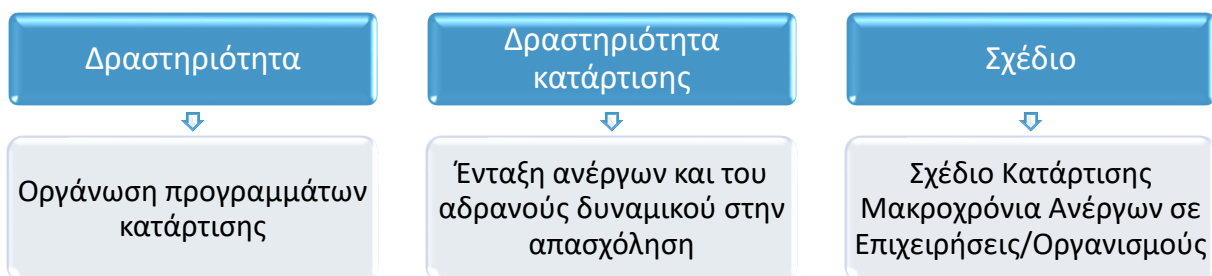 Δραστηριότητα
Οργάνωση προγραμμάτων
κατάρτισης
Δραστηριότητα
κατάρτισης
Ένταξη ανέργων και του
αδρανούς δυναμικού στην
απασχόληση
Σχέδιο
Σχέδιο Κατάρτισης
Μακροχρόνια Ανέργων σε
Επιχειρήσεις/Οργανισμούς